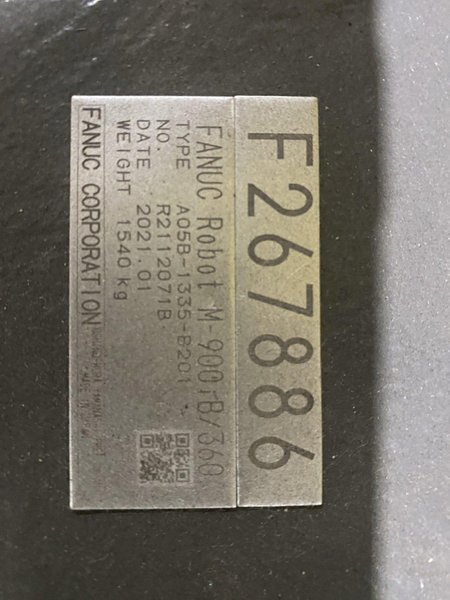 F267886
FANUC Robot M-900iB/360
TYPE A05B-1335-B201
NO. R21120718
DATE 2021.01
WEIGHT 1540 kg
FANUC CORPORATION